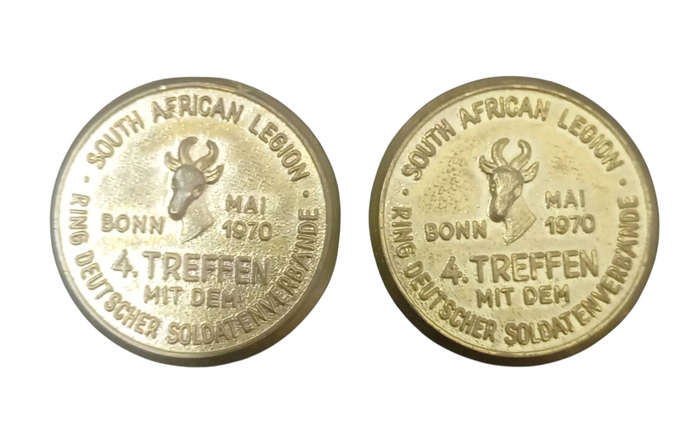 · SOUTH AFRICAN LEGION ·
BONN MAI 1970
4. TREFFEN
MIT DEM
RING DEUTSCHER SOLDATENVERBÄNDE
· SOUTH AFRICAN LEGION ·
BONN MAI 1970
4. TREFFEN
MIT DEM
RING DEUTSCHER SOLDATENVERBÄNDE